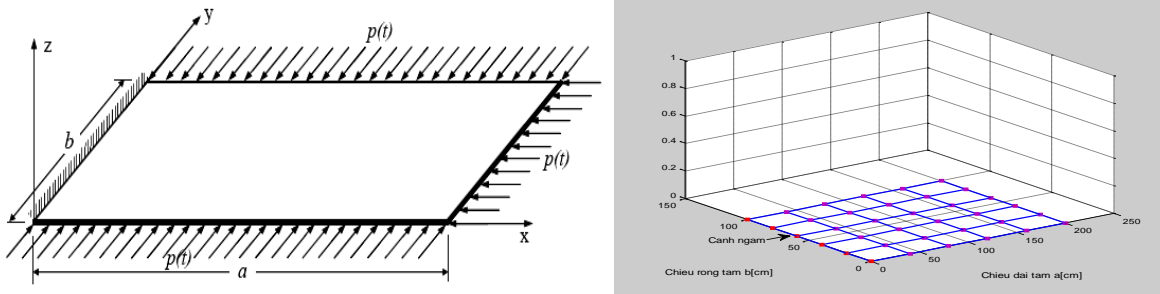 y
z
p(t)
b
p(t)
x
p(t)
a
1
0.8
0.6
0.4
0.2
0
150
100
50
0
0
50
100
150
200
250
Canh ngam
Chieu rong tam b[cm]
Chieu dai tam a[cm]